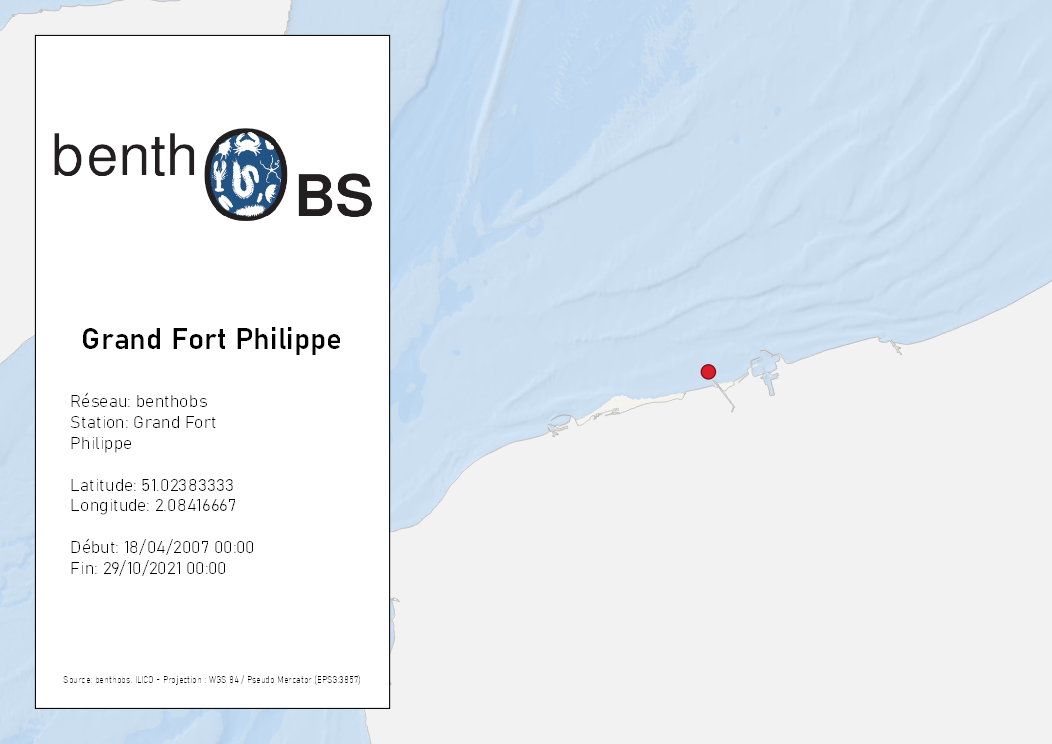 benth
BS
Grand Fort Philippe
Réseau: benthobs
Station: Grand Fort
Philippe
Latitude: 51.02383333
Longitude: 2.08416667
Début: 18/04/2007 00:00
Fin: 29/10/2021 00:00
Source: benthobs. ILICO - Projection : WGS 84 / Pseudo Mercator (EPSG:3857)